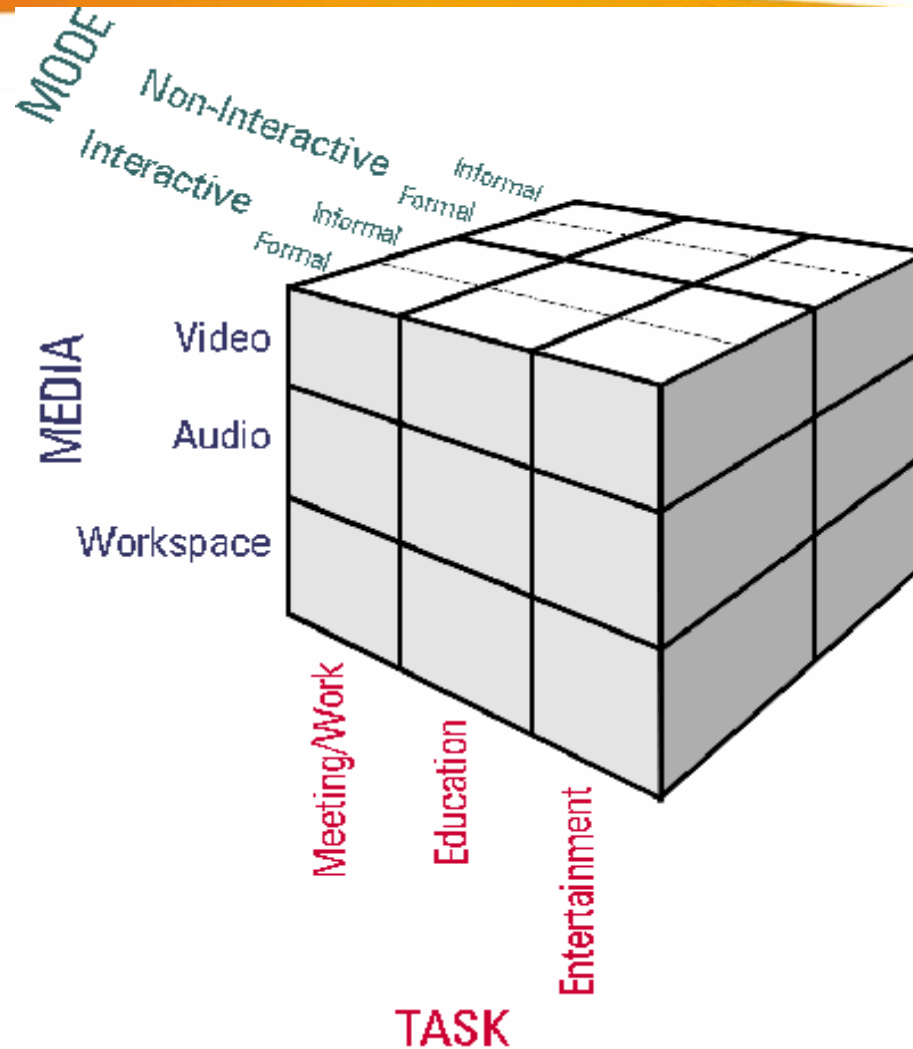 MODE
Non-Interactive
Interactive
Informal
Formal
Informal
Formal
MEDIA
Video
Audio
Workspace
Meeting/Work
Education
Entertainment
TASK